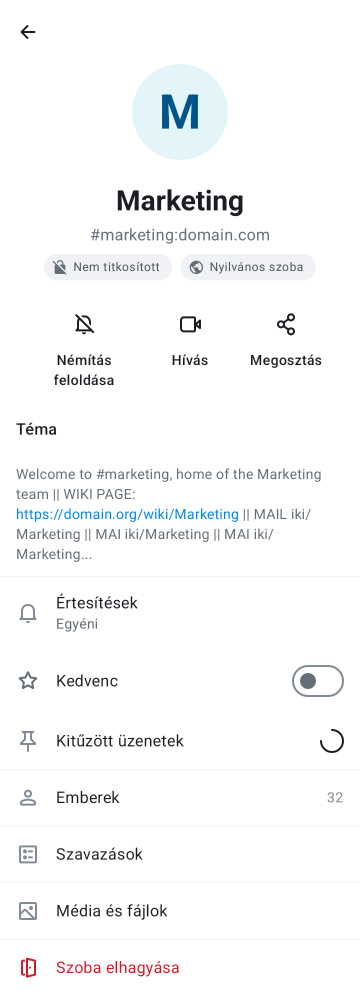 M
Marketing
#marketing:domain.com
Nem titkosított
Nyilvános szoba
Némítás
feloldása
Hívás
Megosztás
Téma
Welcome to #marketing, home of the Marketing
team || WIKI PAGE:
https://domain.org/wiki/Marketing || MAIL iki/
Marketing || MAI iki/Marketing || MAI iki/
Marketing...
Értesítések
Egyéni
Kedvenc
Kitűzött üzenetek
Emberek
32
Szavazások
Média és fájlok
Szoba elhagyása